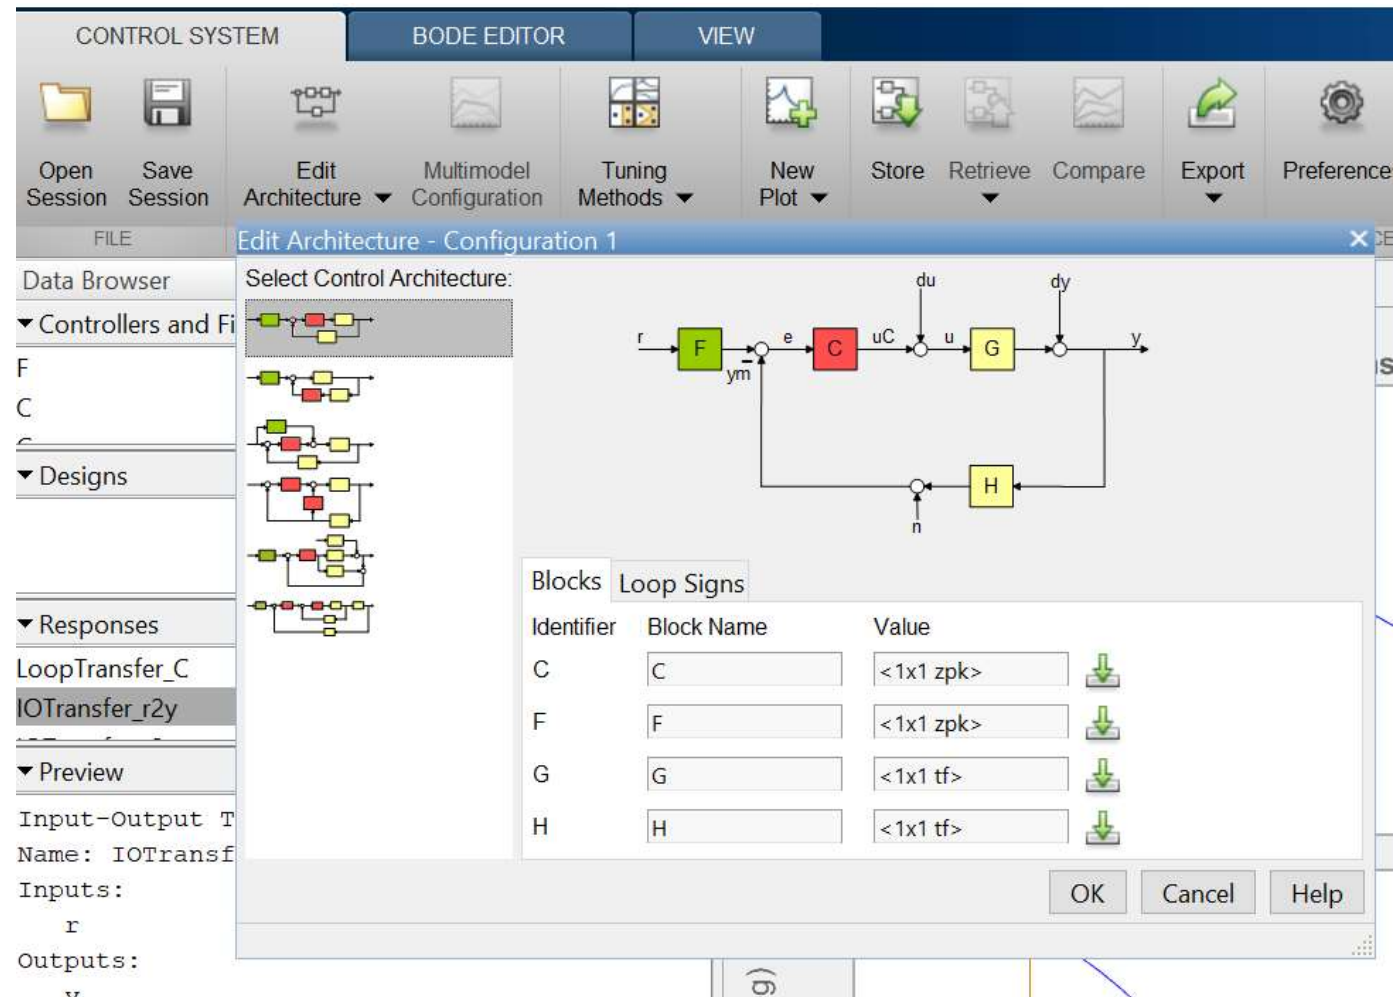 CONTROL SYSTEM
BODE EDITOR
VIEW
Open Session
Save Session
Edit Architecture
Multimodel Configuration
Tuning Methods
New Plot
Store
Retrieve
Compare
Export
Preference
FILE
Edit Architecture - Configuration 1
Data Browser
Controllers and Fi
F
C
Designs
Responses
LoopTransfer_C
IOTransfer_r2y
Preview
Input-Output T
Name: IOTransf
Inputs:
r
Outputs:
y
Select Control Architecture:
du
dy
r
F
e
C
uC
u
G
y
ym
H
n
Blocks
Loop Signs
Identifier Block Name Value
C C <1x1 zpk>
F F <1x1 zpk>
G G <1x1 tf>
H H <1x1 tf>
OK Cancel Help
g)